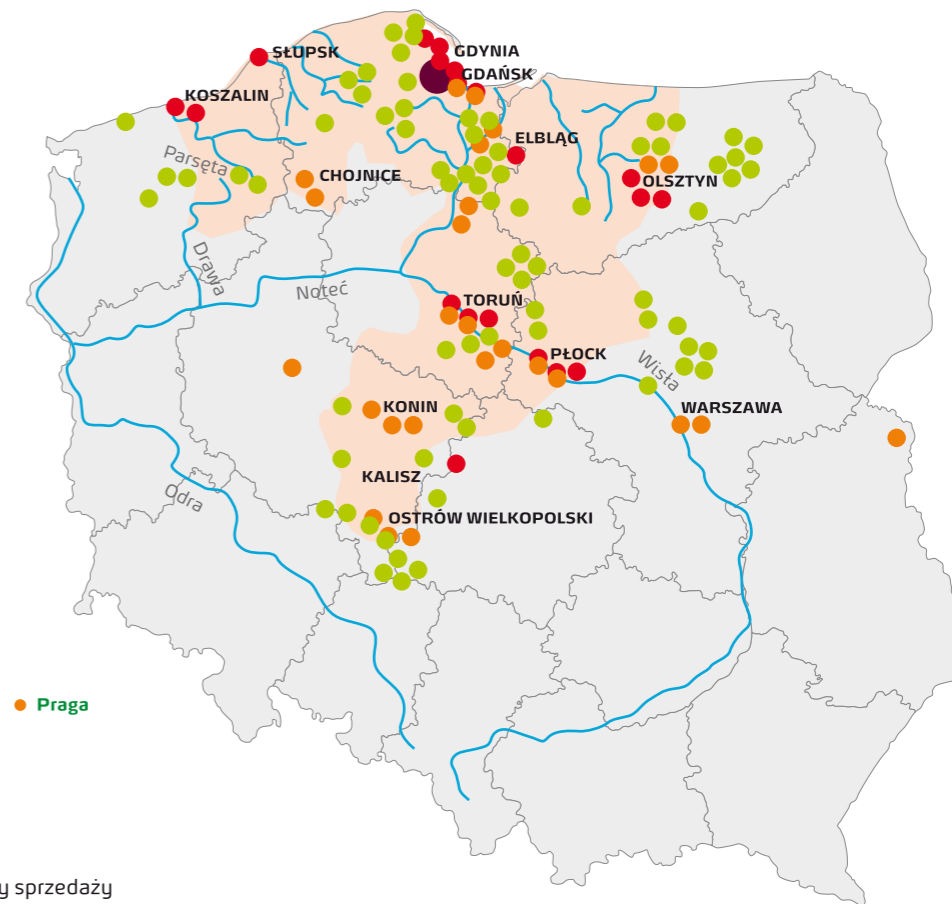 SŁUPSK
GDYNIA
GDAŃSK
KOSZALIN
ELBLĄG
Parsęta
CHOJNICE
OLSZTYN
Drawa
Noteć
TORUŃ
PŁOCK
Wisła
KONIN
WARSZAWA
KALISZ
Odra
OSTRÓW WIELKOPOLSKI
Praga
y sprzedaży